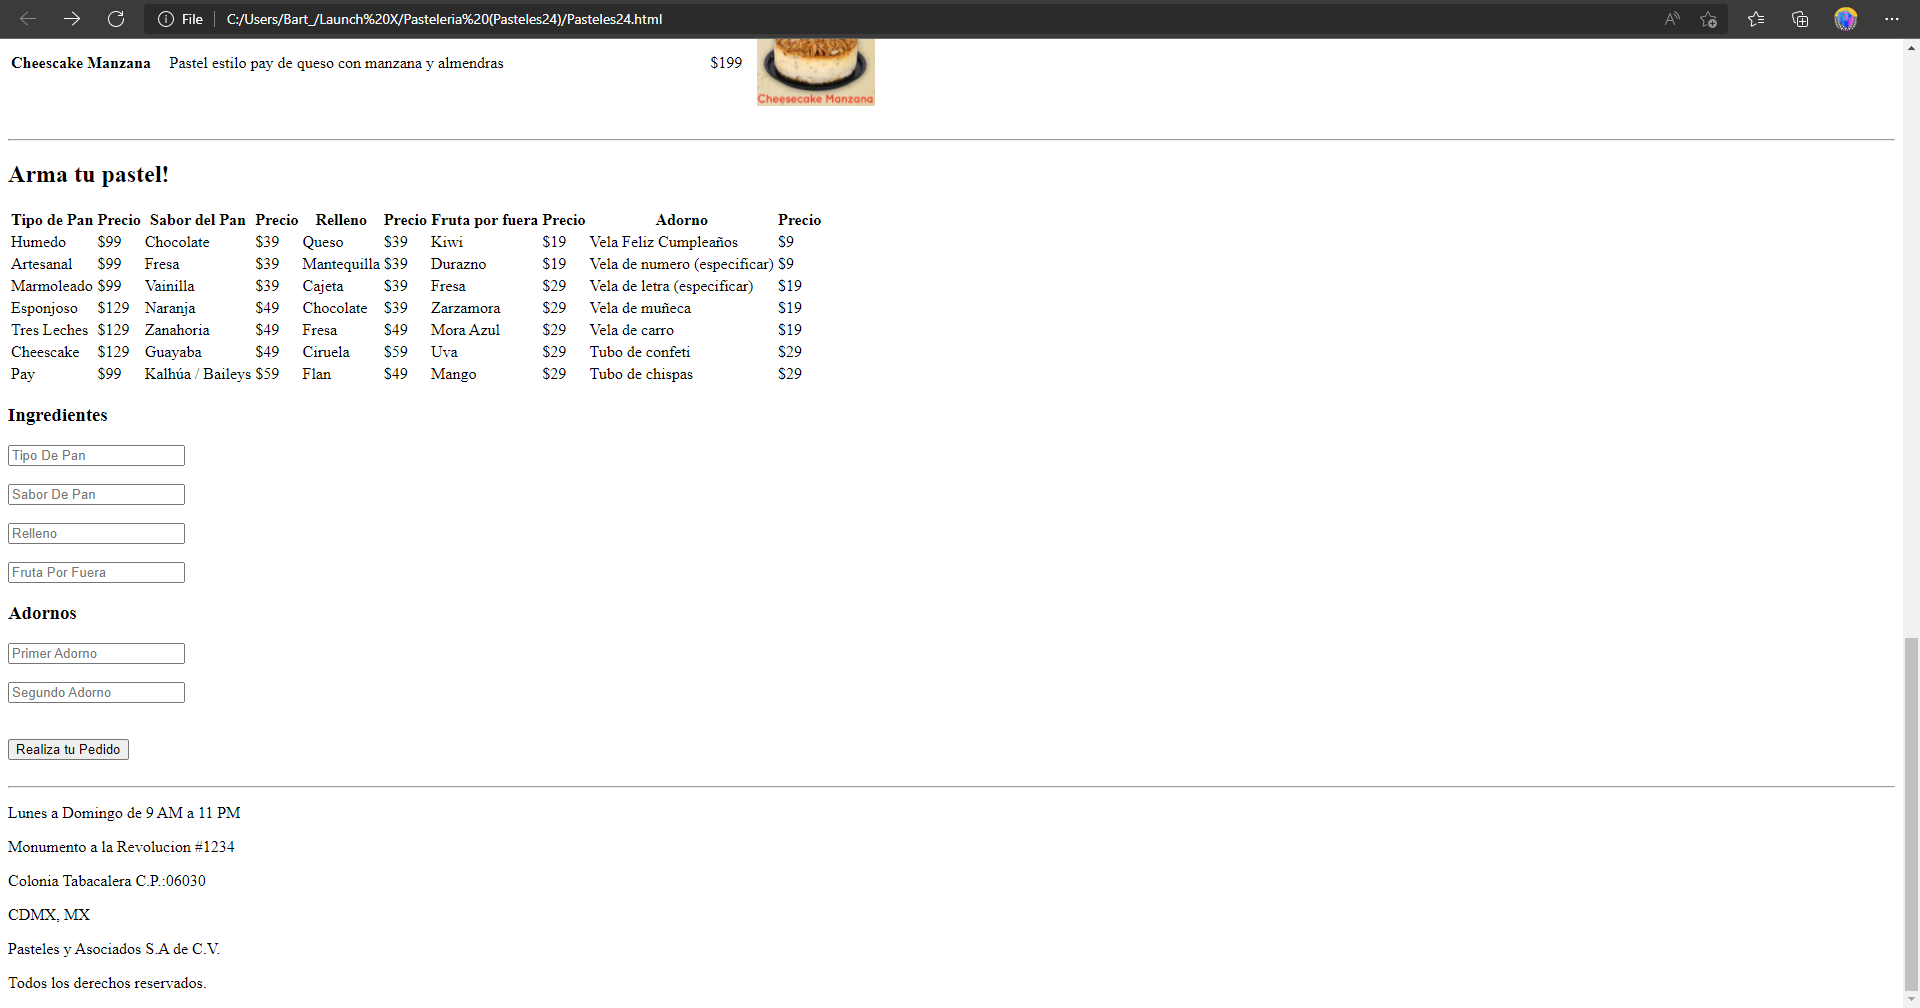 File C:/Users/Bart_/Launch%20X/Pasteleria%20(Pasteles24)/Pasteles24.html
Cheescake Manzana Pastel estilo pay de queso con manzana y almendras $199
Cheesecake Manzana
Arma tu pastel!
Tipo de Pan Precio Sabor del Pan Precio Relleno Precio Fruta por fuera Precio Adorno Precio
Humedo $99 Chocolate $39 Queso $39 Kiwi $19 Vela Feliz Cumpleaños $9
Artesanal $99 Fresa $39 Mantequilla $39 Durazno $19 Vela de numero (especificar) $9
Marmoleado $99 Vainilla $39 Cajeta $39 Fresa $29 Vela de letra (especificar) $19
Esponjoso $129 Naranja $49 Chocolate $39 Zarzamora $29 Vela de muñeca $19
Tres Leches $129 Zanahoria $49 Fresa $49 Mora Azul $29 Vela de carro $19
Cheescake $129 Guayaba $49 Ciruela $59 Uva $29 Tubo de confeti $29
Pay $99 Kalhúa / Baileys $59 Flan $49 Mango $29 Tubo de chispas $29
Ingredientes
Tipo De Pan
Sabor De Pan
Relleno
Fruta Por Fuera
Adornos
Primer Adorno
Segundo Adorno
Realiza tu Pedido
Lunes a Domingo de 9 AM a 11 PM
Monumento a la Revolucion #1234
Colonia Tabacalera C.P.:06030
CDMX, MX
Pasteles y Asociados S.A de C.V.
Todos los derechos reservados.